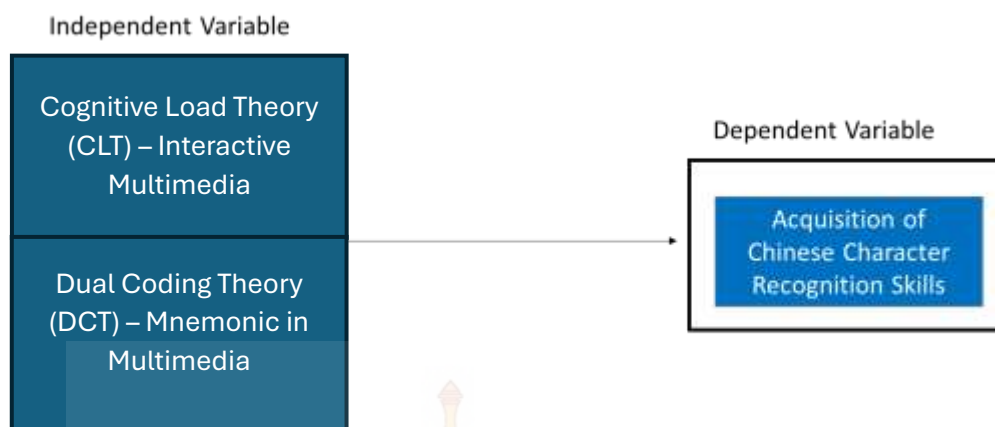 Independent Variable
Cognitive Load Theory
(CLT) – Interactive
Multimedia
Dual Coding Theory
(DCT) – Mnemonic in
Multimedia
Dependent Variable
Acquisition of
Chinese Character
Recognition Skills